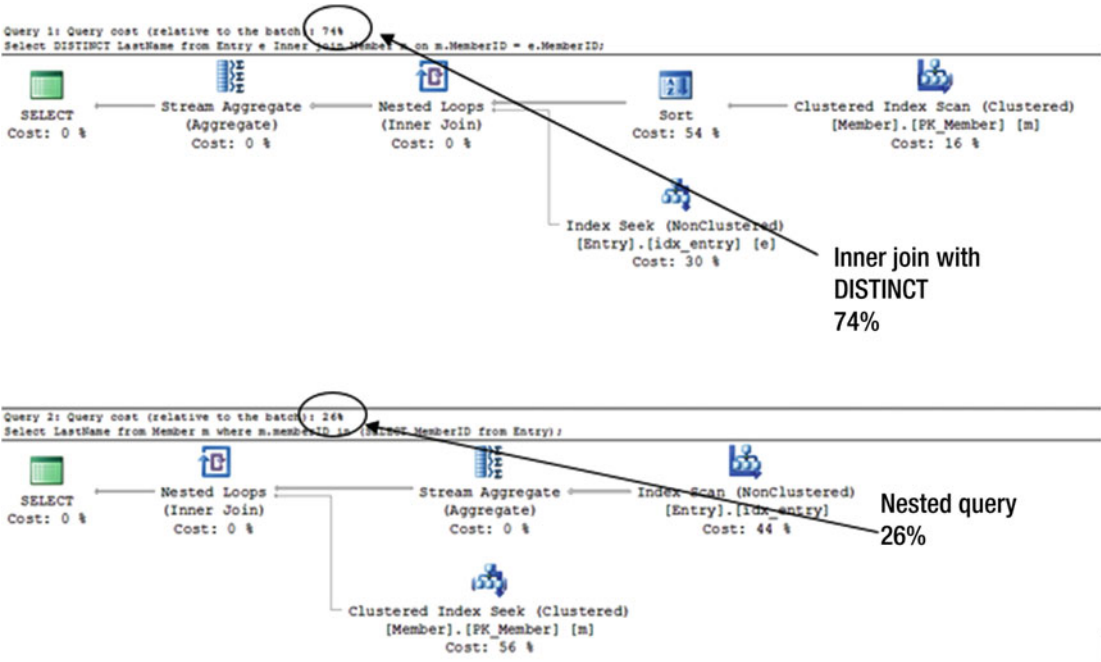 Query 1: Query cost (relative to the batch): 74%
Select DISTINCT LastName from Entry e Inner join Member m on m.MemberID = e.MemberID;
SELECT
Cost: 0 %
Stream Aggregate
(Aggregate)
Cost: 0 %
Nested Loops
(Inner Join)
Cost: 0 %
Sort
Cost: 54 %
Clustered Index Scan (Clustered)
[Member].[PK_Member] [m]
Cost: 16 %
Index Seek (NonClustered)
[Entry].[idx_entry] [e]
Cost: 30 %
Inner join with
DISTINCT
74%
Query 2: Query cost (relative to the batch): 26%
Select LastName from Member m where m.memberID in (SELECT MemberID from Entry);
SELECT
Cost: 0 %
Nested Loops
(Inner Join)
Cost: 0 %
Stream Aggregate
(Aggregate)
Cost: 0 %
Index Scan (NonClustered)
[Entry].[idx_entry]
Cost: 44 %
Clustered Index Seek (Clustered)
[Member].[PK_Member] [m]
Cost: 56 %
Nested query
26%